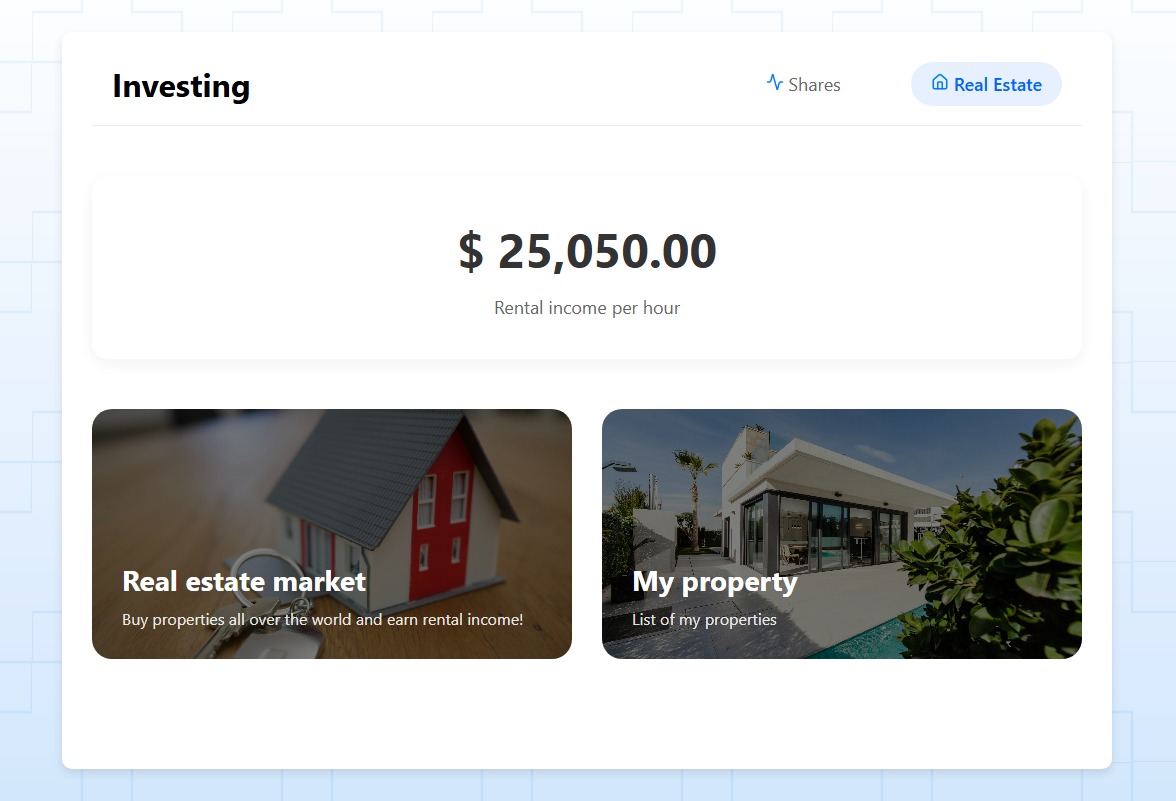 Investing
Shares
Real Estate
$ 25,050.00
Rental income per hour
Real estate market
Buy properties all over the world and earn rental income!
My property
List of my properties